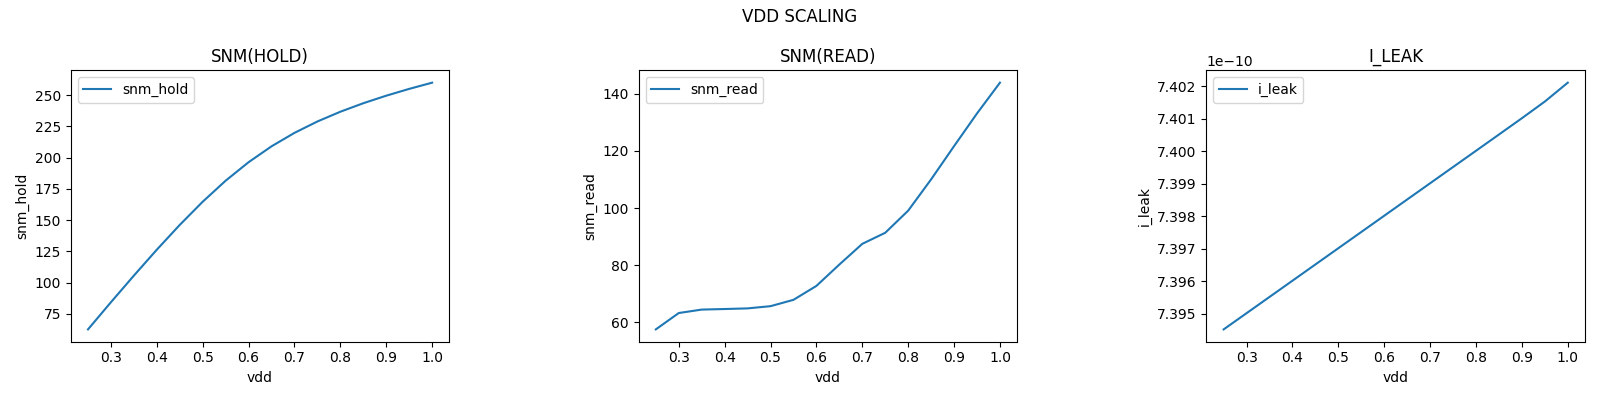 VDD SCALING
SNM(HOLD)
snm_hold
250
225
200
175
150
125
100
75
snm_hold
0.3 0.4 0.5 0.6 0.7 0.8 0.9 1.0
vdd
SNM(READ)
snm_read
140
120
100
80
60
snm_read
0.3 0.4 0.5 0.6 0.7 0.8 0.9 1.0
vdd
I_LEAK
1e−10
i_leak
7.402
7.401
7.400
7.399
7.398
7.397
7.396
7.395
i_leak
0.3 0.4 0.5 0.6 0.7 0.8 0.9 1.0
vdd